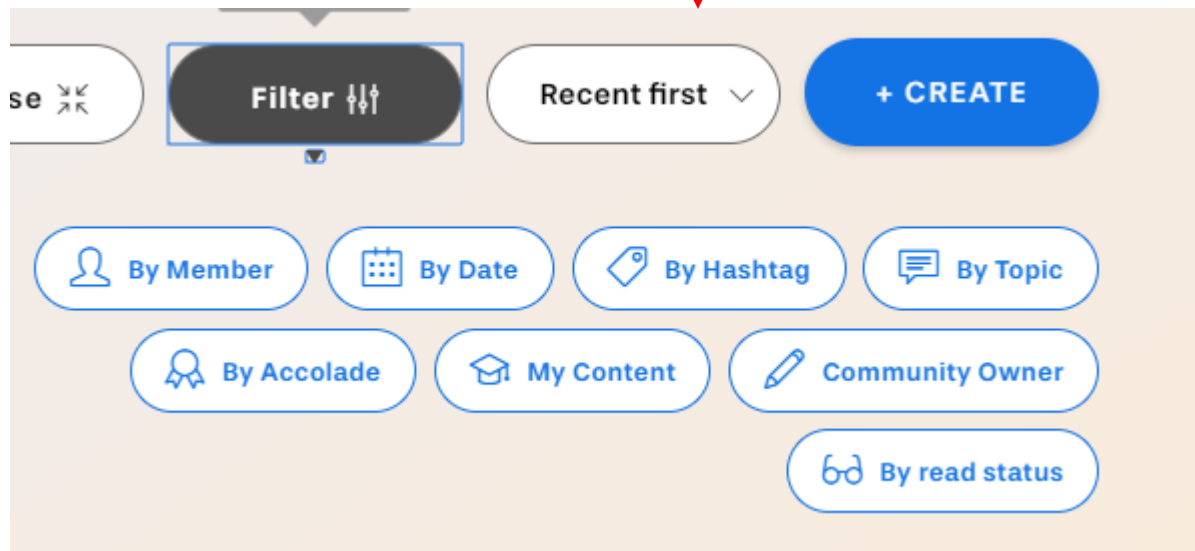 se
Filter
Recent first
+ CREATE
By Member
By Date
By Hashtag
By Topic
By Accolade
My Content
Community Owner
By read status